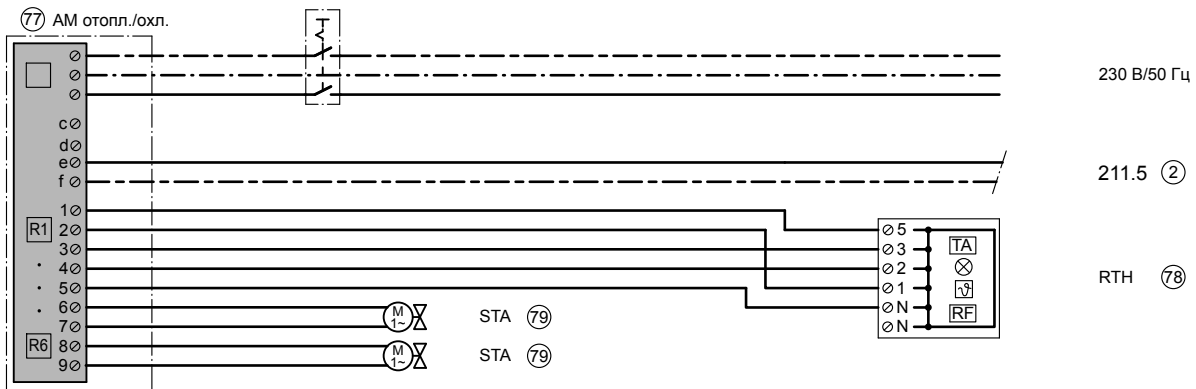 77 АМ отопл./охл.
230 В/50 Гц
c
d
e
f
211.5 2
1
R1 2
3
4
5
6
7
R6 8
9
5
3 TA
2
1 ϑ
N RF
N
RTH 78
M 1~ STA 79
M 1~ STA 79